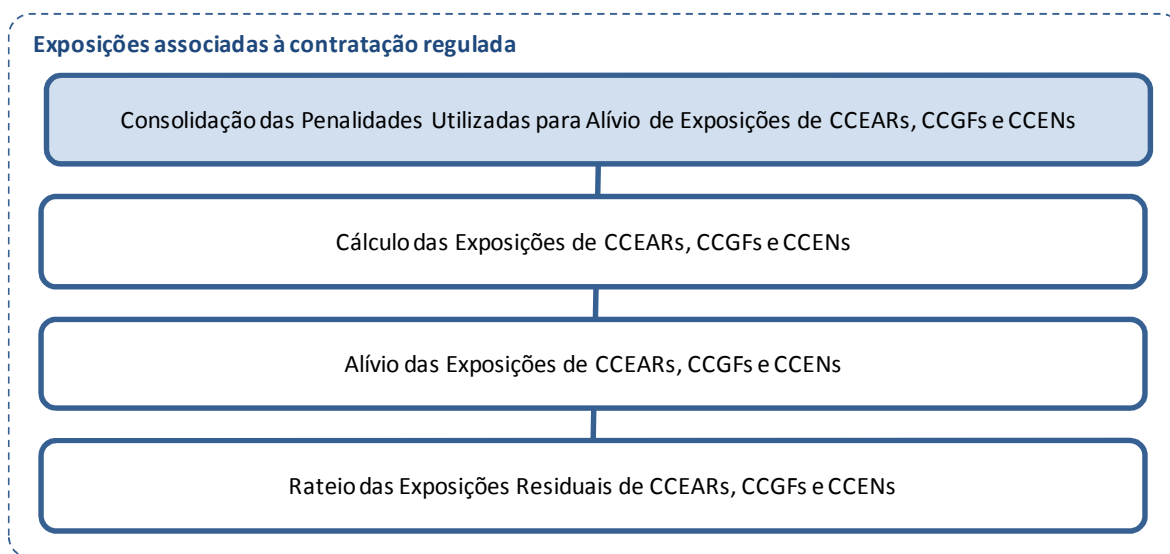 Exposições associadas à contratação regulada
Consolidação das Penalidades Utilizadas para Alívio de Exposições de CCEARs, CCGFs e CCENs
Cálculo das Exposições de CCEARs, CCGFs e CCENs
Alívio das Exposições de CCEARs, CCGFs e CCENs
Rateio das Exposições Residuais de CCEARs, CCGFs e CCENs